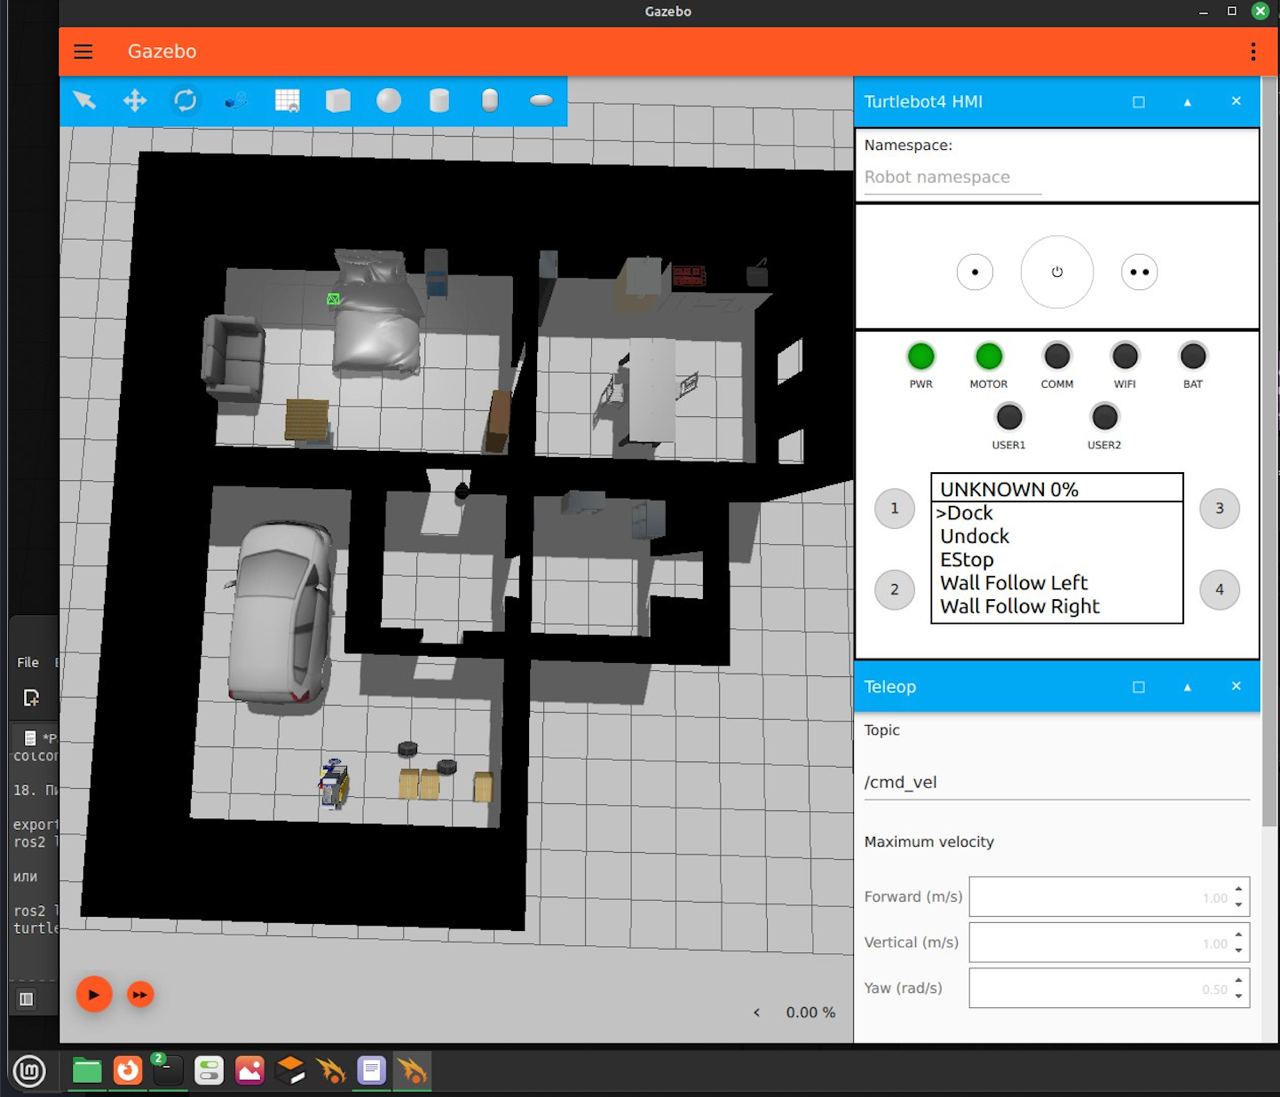 Gazebo
Gazebo
Turtlebot4 HMI
Namespace:
Robot namespace
PWR MOTOR COMM WIFI BAT
USER1 USER2
UNKNOWN 0%
1 >Dock 3
Undock
EStop
2 Wall Follow Left 4
Wall Follow Right
File
Teleop
Topic
/cmd_vel
18.
export
ros2
или
ros2
turtle
Maximum velocity
Forward (m/s) 1.00
Vertical (m/s) 1.00
Yaw (rad/s) 0.50
0.00 %
2